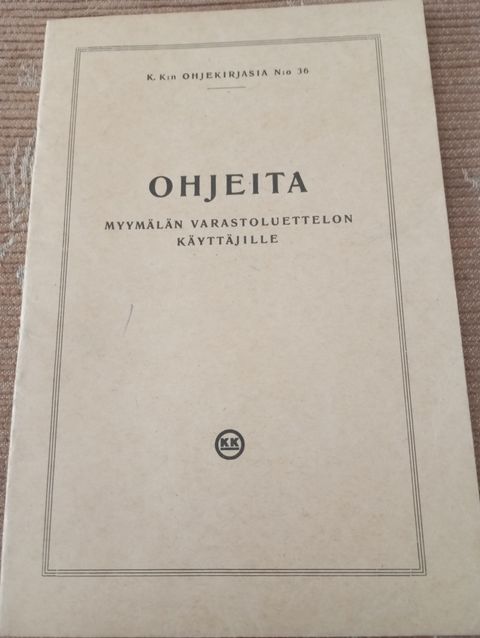 K. K:n OHJEKIRJASIA N:o 36
OHJEITA
MYYMÄLÄN VARASTOLUETTELON
KÄYTTÄJILLE
KK